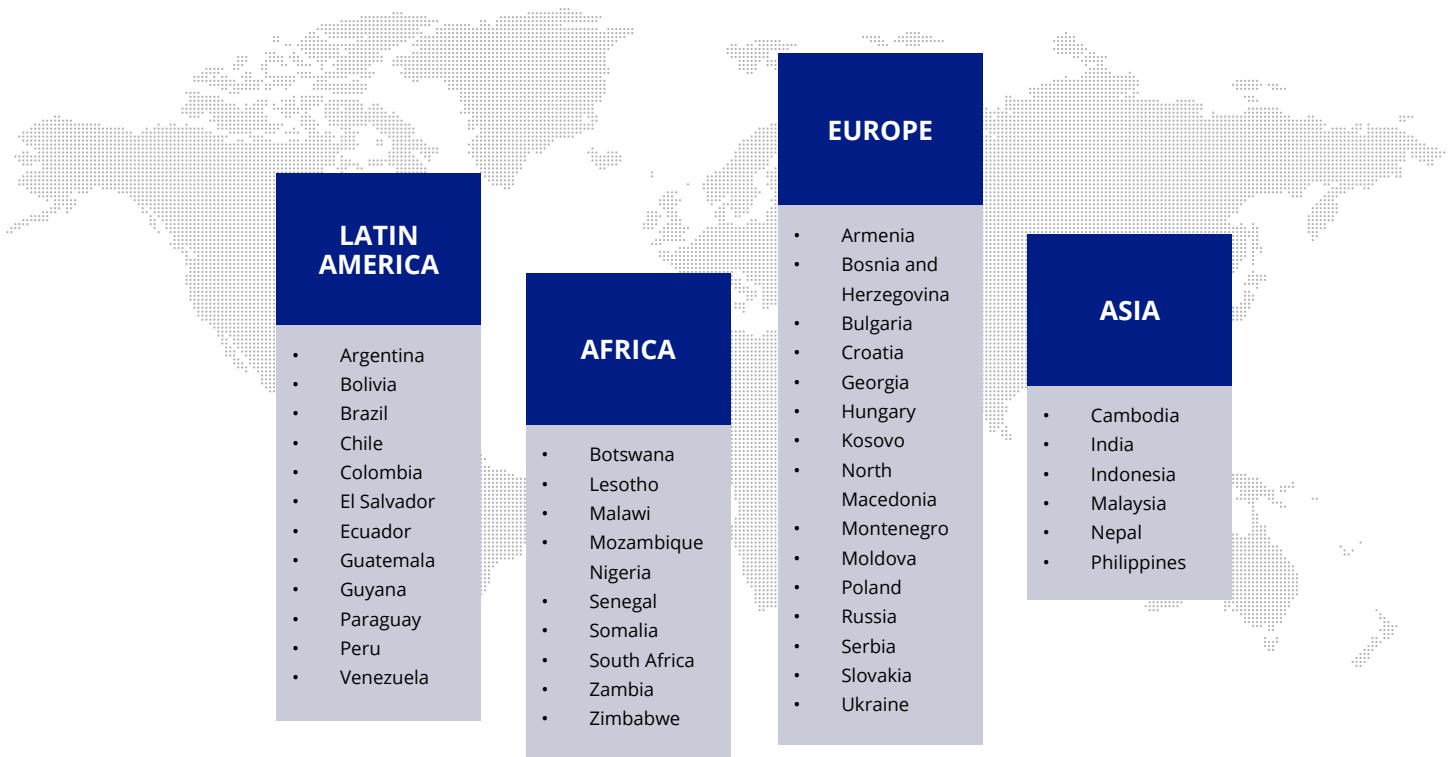 LATIN
AMERICA
• Argentina
• Bolivia
• Brazil
• Chile
• Colombia
• El Salvador
• Ecuador
• Guatemala
• Guyana
• Paraguay
• Peru
• Venezuela
AFRICA
• Botswana
• Lesotho
• Malawi
• Mozambique
Nigeria
• Senegal
• Somalia
• South Africa
• Zambia
• Zimbabwe
EUROPE
• Armenia
• Bosnia and
Herzegovina
• Bulgaria
• Croatia
• Georgia
• Hungary
• Kosovo
• North
Macedonia
• Montenegro
• Moldova
• Poland
• Russia
• Serbia
• Slovakia
• Ukraine
ASIA
• Cambodia
• India
• Indonesia
• Malaysia
• Nepal
• Philippines